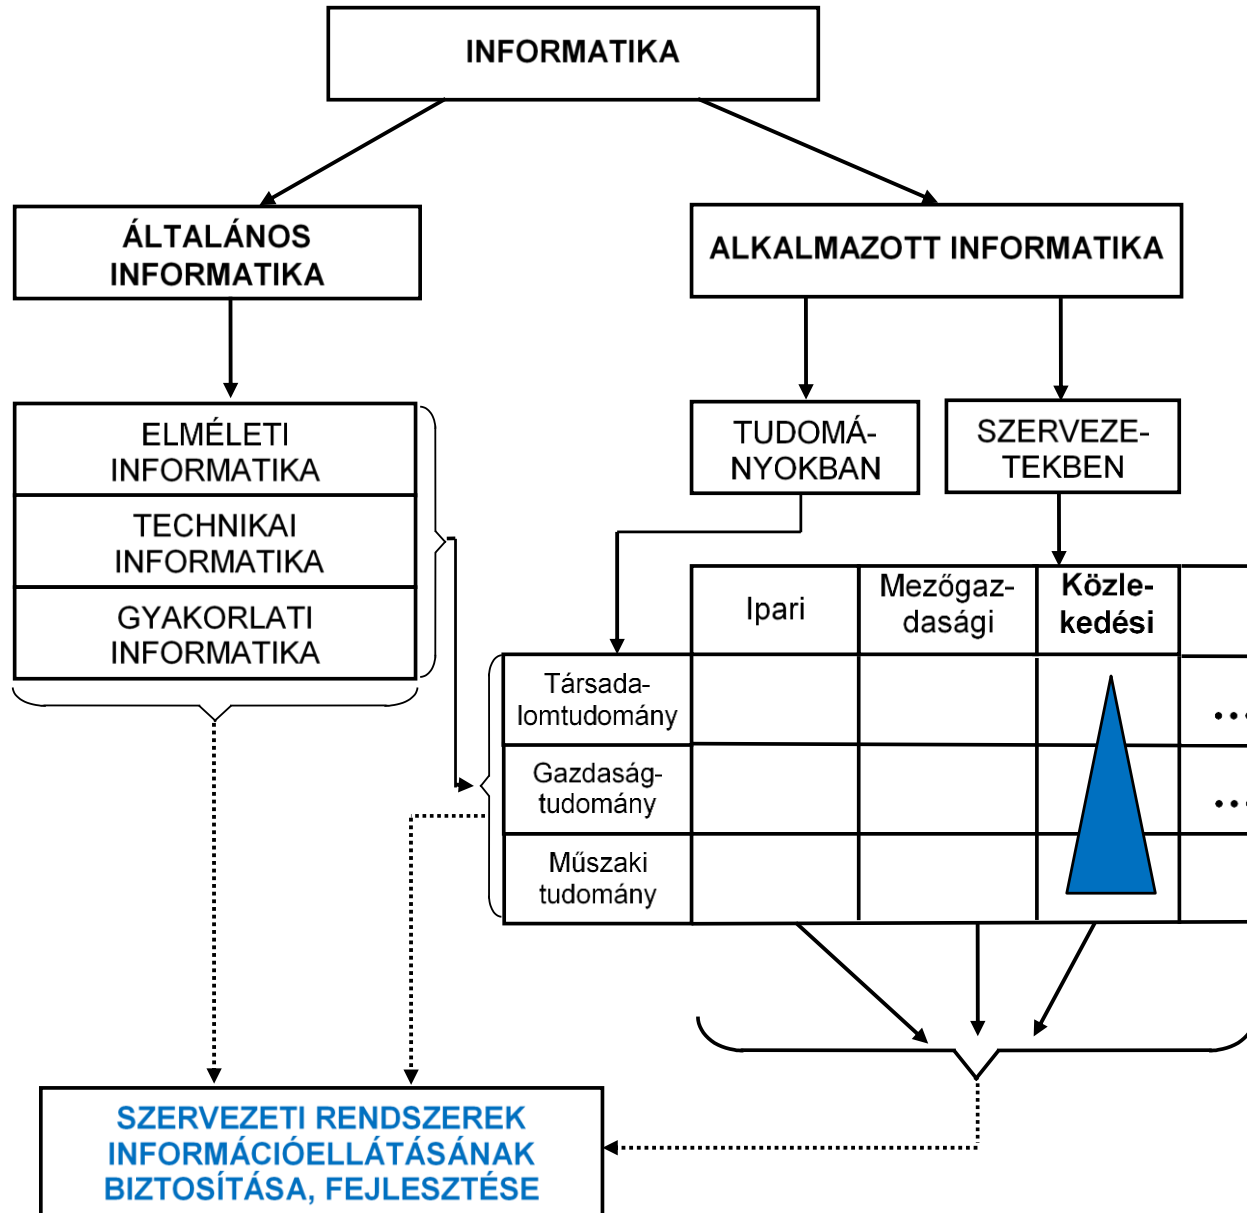 INFORMATIKA
ÁLTALÁNOS
INFORMATIKA
ALKALMAZOTT INFORMATIKA
ELMÉLETI
INFORMATIKA
TECHNIKAI
INFORMATIKA
GYAKORLATI
INFORMATIKA
TUDOMÁ-
NYOKBAN
SZERVEZE-
TEKBEN
Ipari
Mezőgaz-
dasági
Közle-
kedési
Társada-
lomtudomány
...
Gazdaság-
tudomány
...
Műszaki
tudomány
SZERVEZETI RENDSZEREK
INFORMÁCIÓELLÁTÁSÁNAK
BIZTOSÍTÁSA, FEJLESZTÉSE